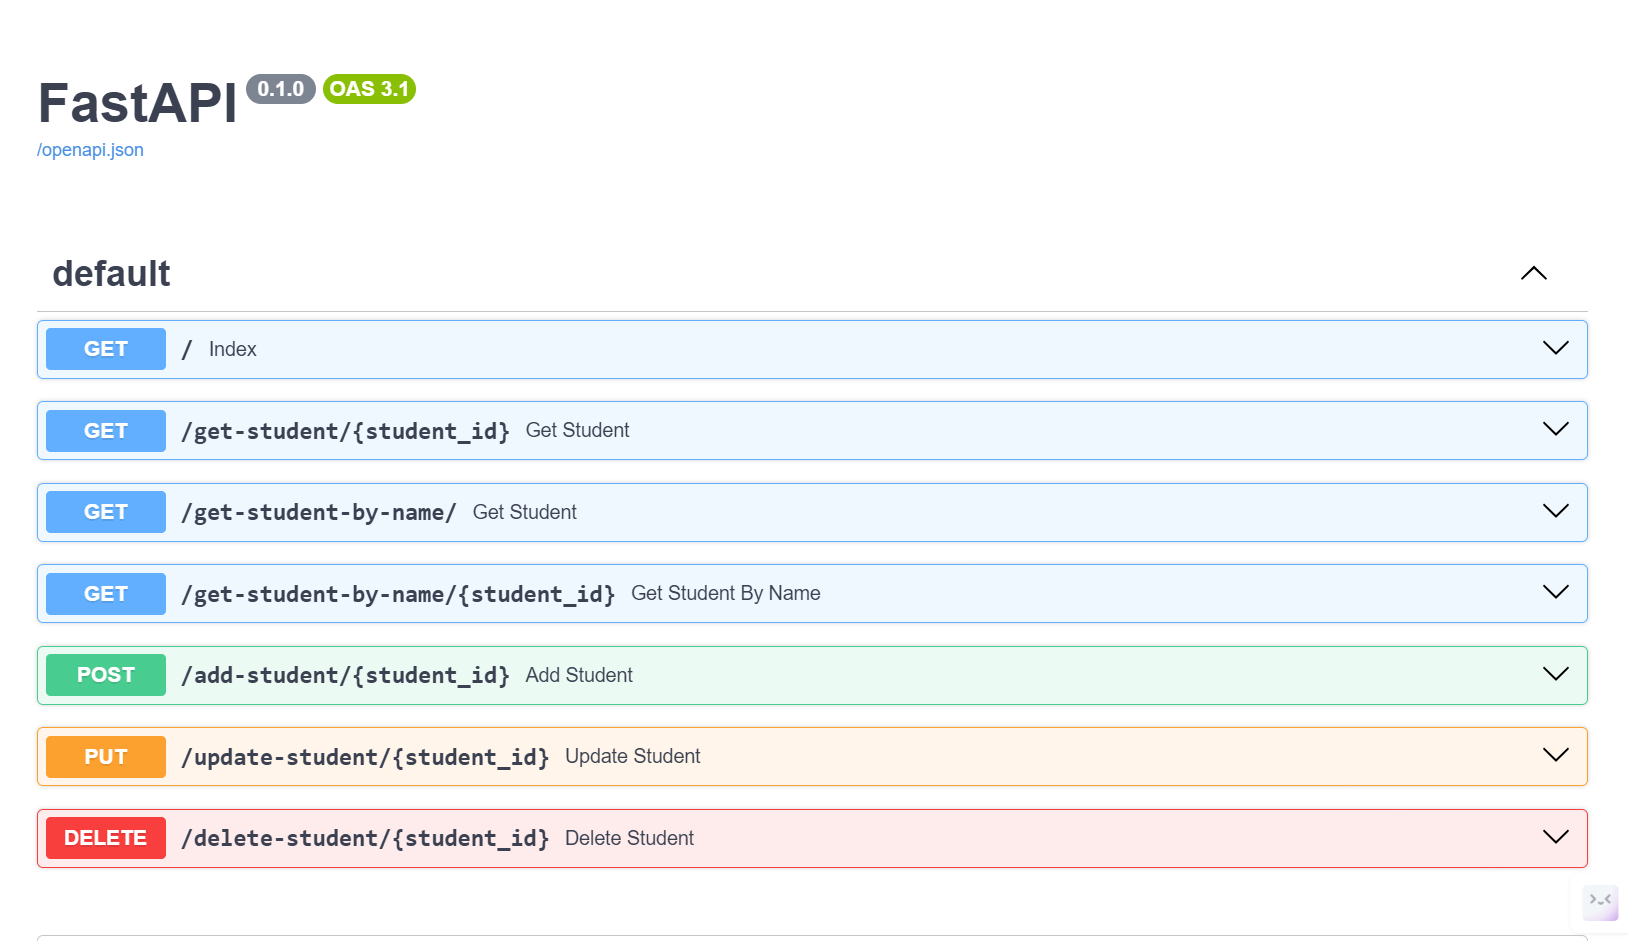 FastAPI 0.1.0 OAS 3.1
/openapi.json
default
GET / Index
GET /get-student/{student_id} Get Student
GET /get-student-by-name/ Get Student
GET /get-student-by-name/{student_id} Get Student By Name
POST /add-student/{student_id} Add Student
PUT /update-student/{student_id} Update Student
DELETE /delete-student/{student_id} Delete Student